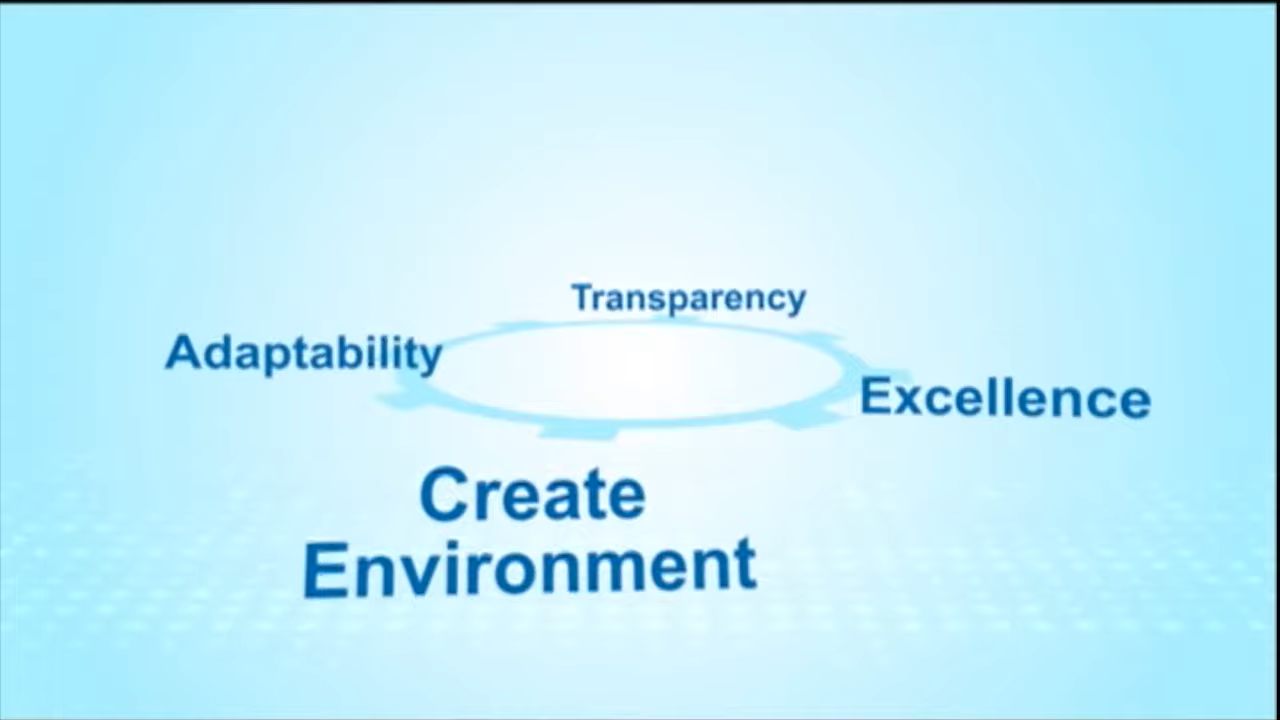 Transparency
Adaptability
Excellence
Create
Environment